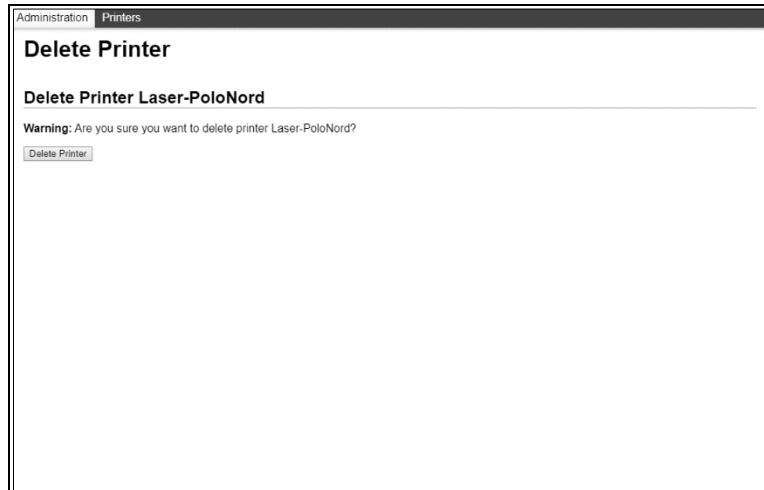 Administration Printers
Delete Printer
Delete Printer Laser-PoloNord
Warning: Are you sure you want to delete printer Laser-PoloNord?
Delete Printer